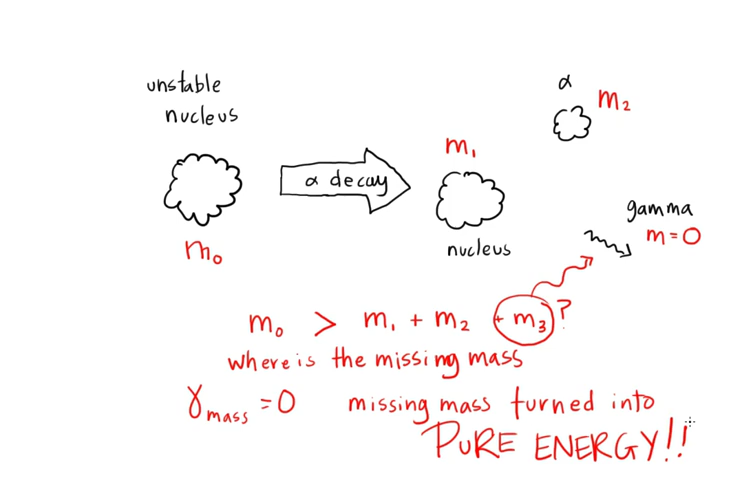 unstable
nucleus
α
m₂
m₁
α decay
gamma
m = 0
nucleus
m₀
m₀ > m₁ + m₂ + m₃ ?
where is the missing mass
γ mass = 0 missing mass turned into
PURE ENERGY!!